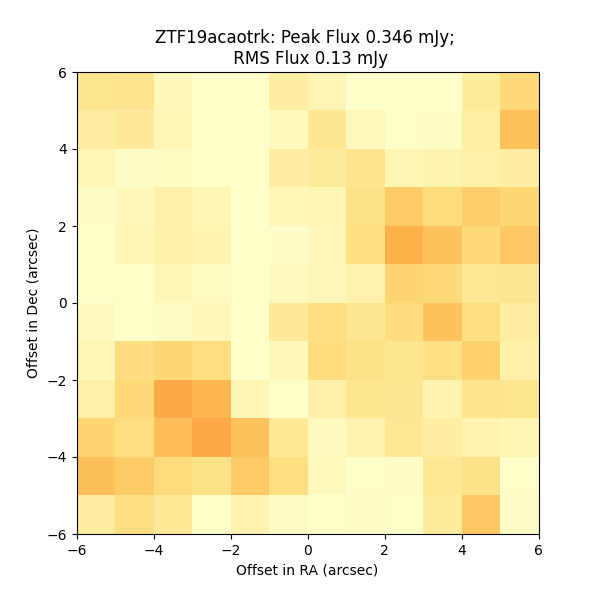 ZTF19acaotrk: Peak Flux 0.346 mJy;
RMS Flux 0.13 mJy
6
4
2
0
−2
−4
−6
Offset in Dec (arcsec)
−6 −4 −2 0 2 4 6
Offset in RA (arcsec)